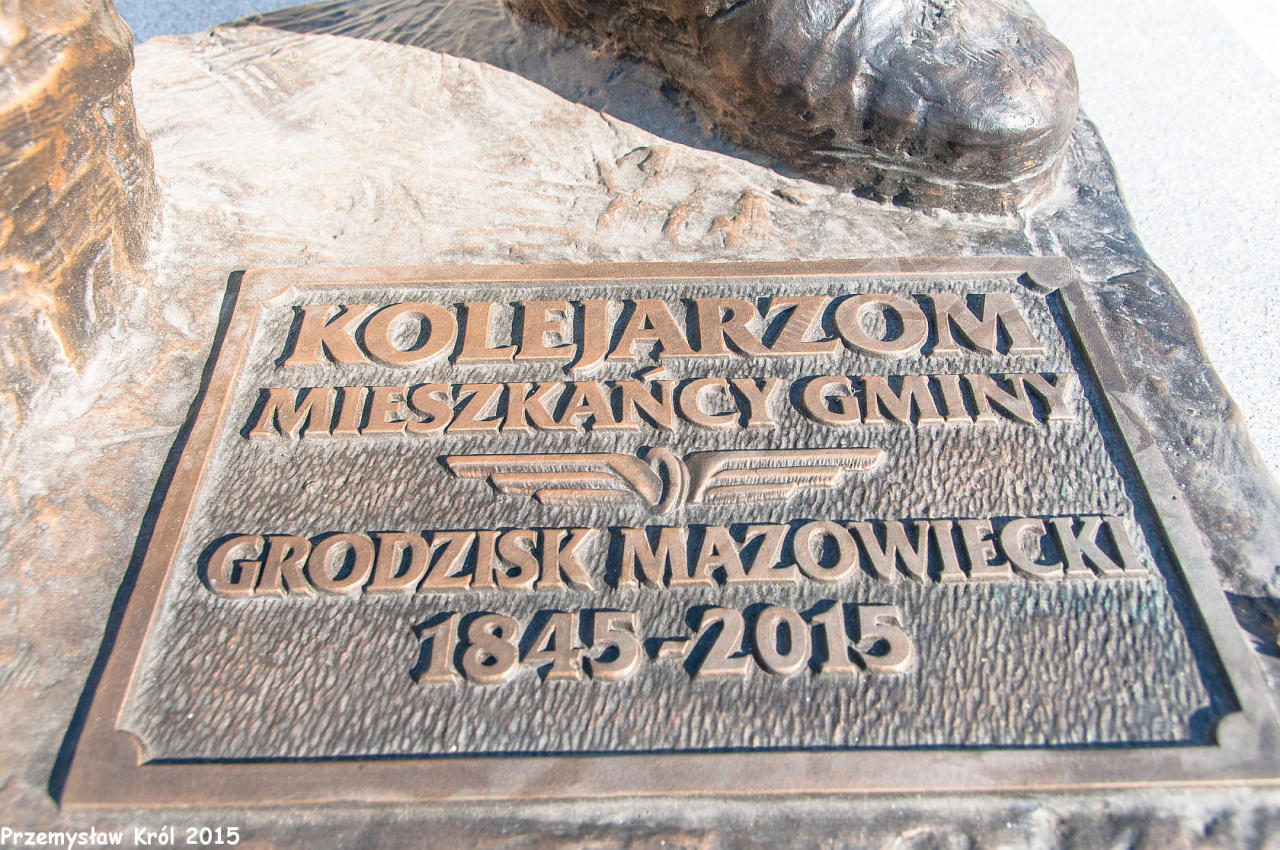 KOLEJARZOM
MIESZKAŃCY GMINY
GRODZISK MAZOWIECKI
1845-2015
Przemysław Król 2015